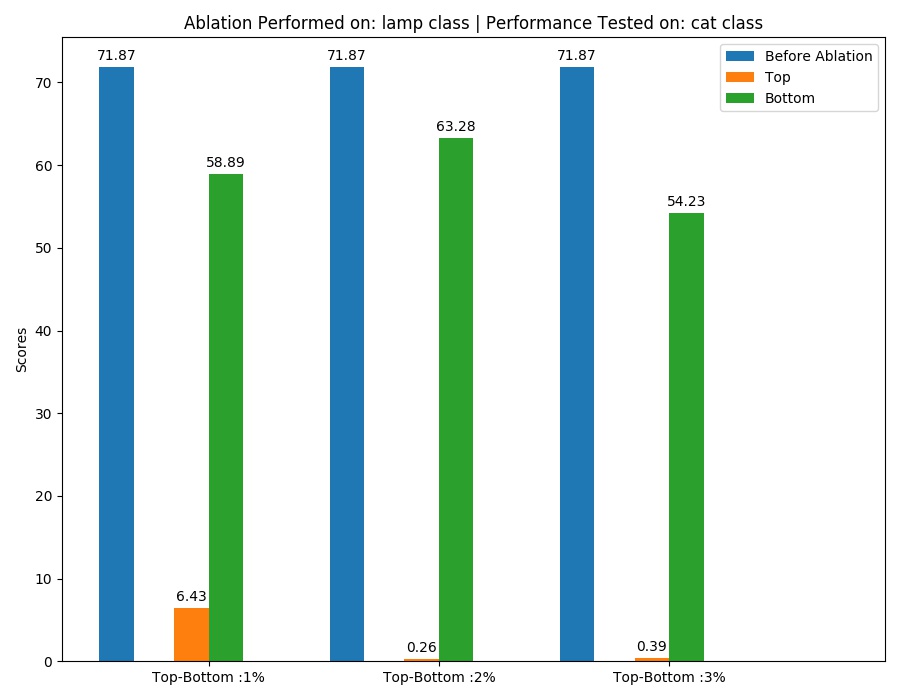 Ablation Performed on: lamp class | Performance Tested on: cat class
Before Ablation
Top
Bottom
71.87
71.87
71.87
58.89
63.28
54.23
6.43
0.26
0.39
Scores
70
60
50
40
30
20
10
0
Top-Bottom :1%
Top-Bottom :2%
Top-Bottom :3%